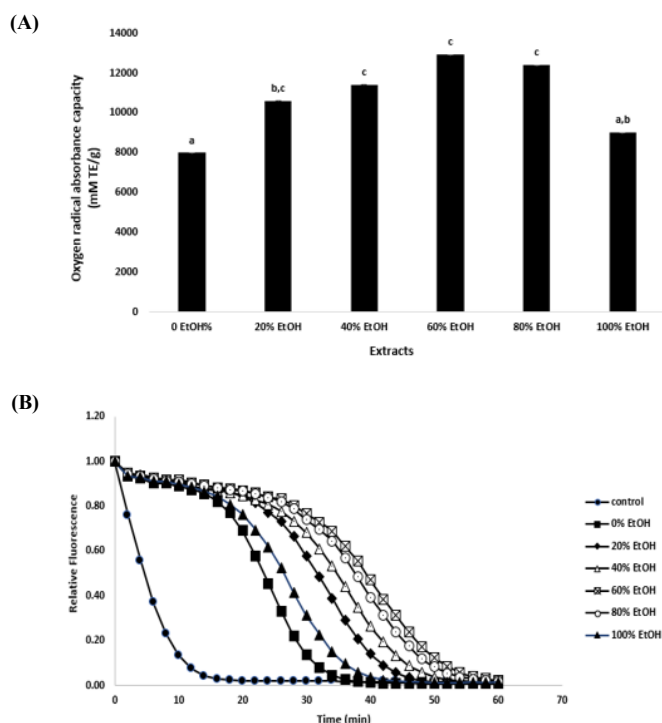 (A)
Oxygen radical absorbance capacity
(mM TE/g)
14000
12000
10000
8000
6000
4000
2000
0
a
b,c
c
c
c
a,b
0 EtOH%
20% EtOH
40% EtOH
60% EtOH
80% EtOH
100% EtOH
Extracts
(B)
Relative Fluorescence
1.20
1.00
0.80
0.60
0.40
0.20
0.00
0
10
20
30
40
50
60
70
Time (min)
control
0% EtOH
20% EtOH
40% EtOH
60% EtOH
80% EtOH
100% EtOH